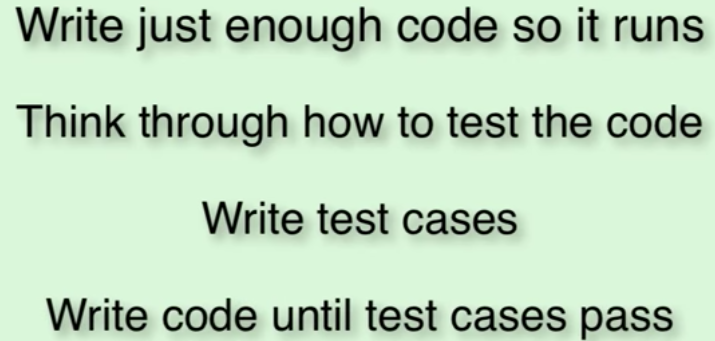 Write just enough code so it runs
Think through how to test the code
Write test cases
Write code until test cases pass